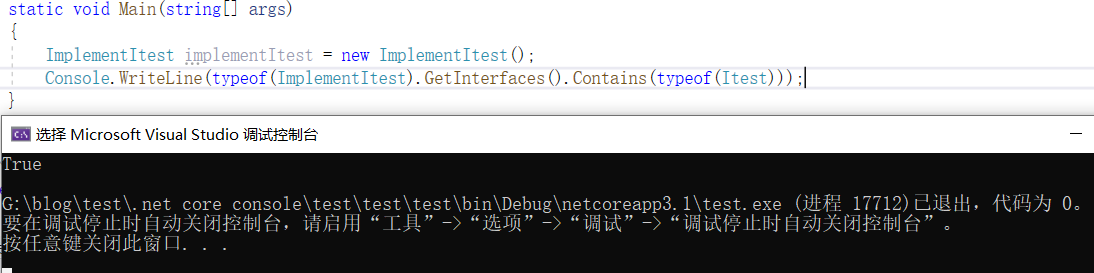 static void Main(string[] args)
{
ImplementItest implementItest = new ImplementItest();
Console.WriteLine(typeof(ImplementItest).GetInterfaces().Contains(typeof(Itest)));
}
选择 Microsoft Visual Studio 调试控制台
True
G:\blog\test\.net core console\test\test\test\bin\Debug\netcoreapp3.1\test.exe (进程 17712)已退出，代码为 0。
要在调试停止时自动关闭控制台，请启用“工具”->“选项”->“调试”->“调试停止时自动关闭控制台”。
按任意键关闭此窗口. . .